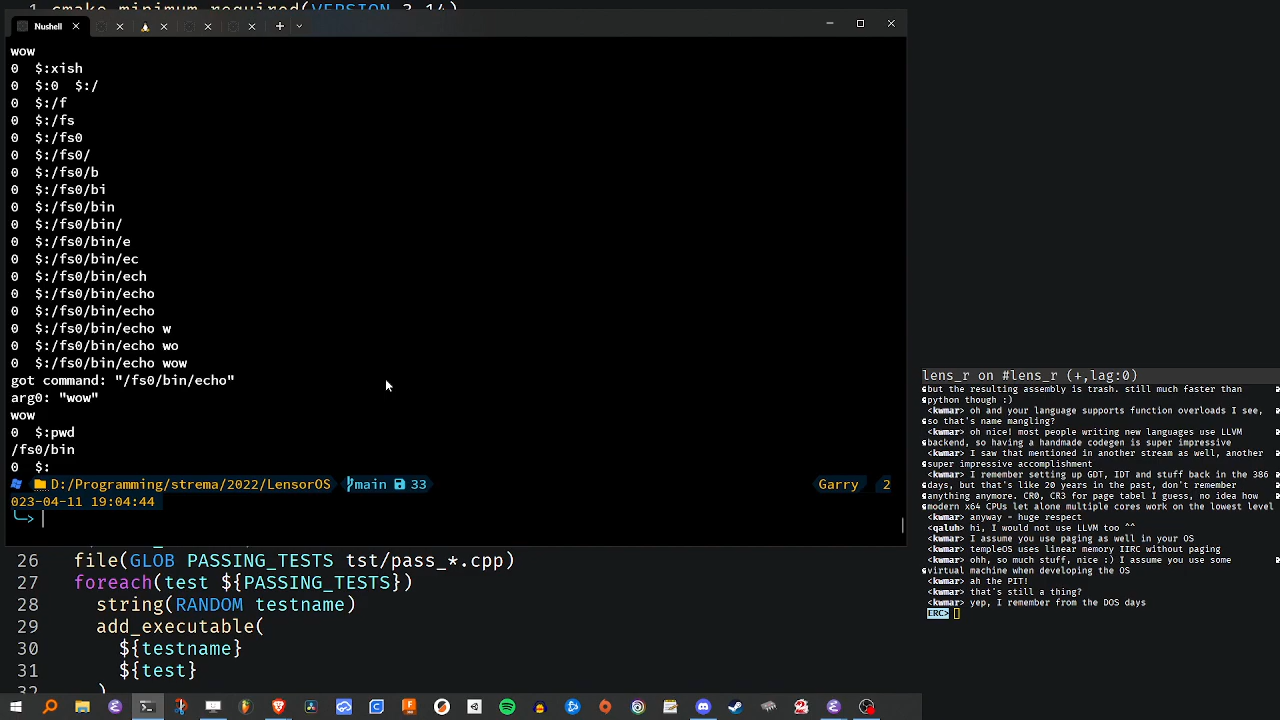 1 cmake_minimum_required(VERSION 3.14)
Nushell
wow
0  $:xish
0  $:0  $:/
0  $:/f
0  $:/fs
0  $:/fs0
0  $:/fs0/
0  $:/fs0/b
0  $:/fs0/bi
0  $:/fs0/bin
0  $:/fs0/bin/
0  $:/fs0/bin/e
0  $:/fs0/bin/ec
0  $:/fs0/bin/ech
0  $:/fs0/bin/echo
0  $:/fs0/bin/echo
0  $:/fs0/bin/echo w
0  $:/fs0/bin/echo wo
0  $:/fs0/bin/echo wow
got command: "/fs0/bin/echo"
arg0: "wow"
wow
0  $:pwd
/fs0/bin
0  $:
D:/Programming/strema/2022/LensorOS main 33 Garry 2
023-04-11 19:04:44
26 file(GLOB PASSING_TESTS tst/pass_*.cpp)
27 foreach(test ${PASSING_TESTS})
28 string(RANDOM testname)
29 add_executable(
30 ${testname}
31 ${test}
32 )
lens_r on #lens_r (+,lag:0)
but the resulting assembly is trash. still much faster than
python though :)
<kwmar> oh and your language supports function overloads I see,
so that's name mangling?
<kwmar> oh nice! most people writing new languages use LLVM
backend, so having a handmade codegen is super impressive
<kwmar> I saw that mentioned in another stream as well, another
super impressive accomplishment
<kwmar> I remember setting up GDT, IDT and stuff back in the 386
days, but that's like 20 years in the past, don't remember
anything anymore. CR0, CR3 for page tabel I guess, no idea how
modern x64 CPUs let alone multiple cores work on the lowest level
<kwmar> anyway - huge respect
<qaluh> hi, I would not use LLVM too ^^
<kwmar> I assume you use paging as well in your OS
<kwmar> templeOS uses linear memory IIRC without paging
<kwmar> ohh, so much stuff, nice :) I assume you use some
virtual machine when developing the OS
<kwmar> ah the PIT!
<kwmar> that's still a thing?
<kwmar> yep, I remember from the DOS days
ERC>